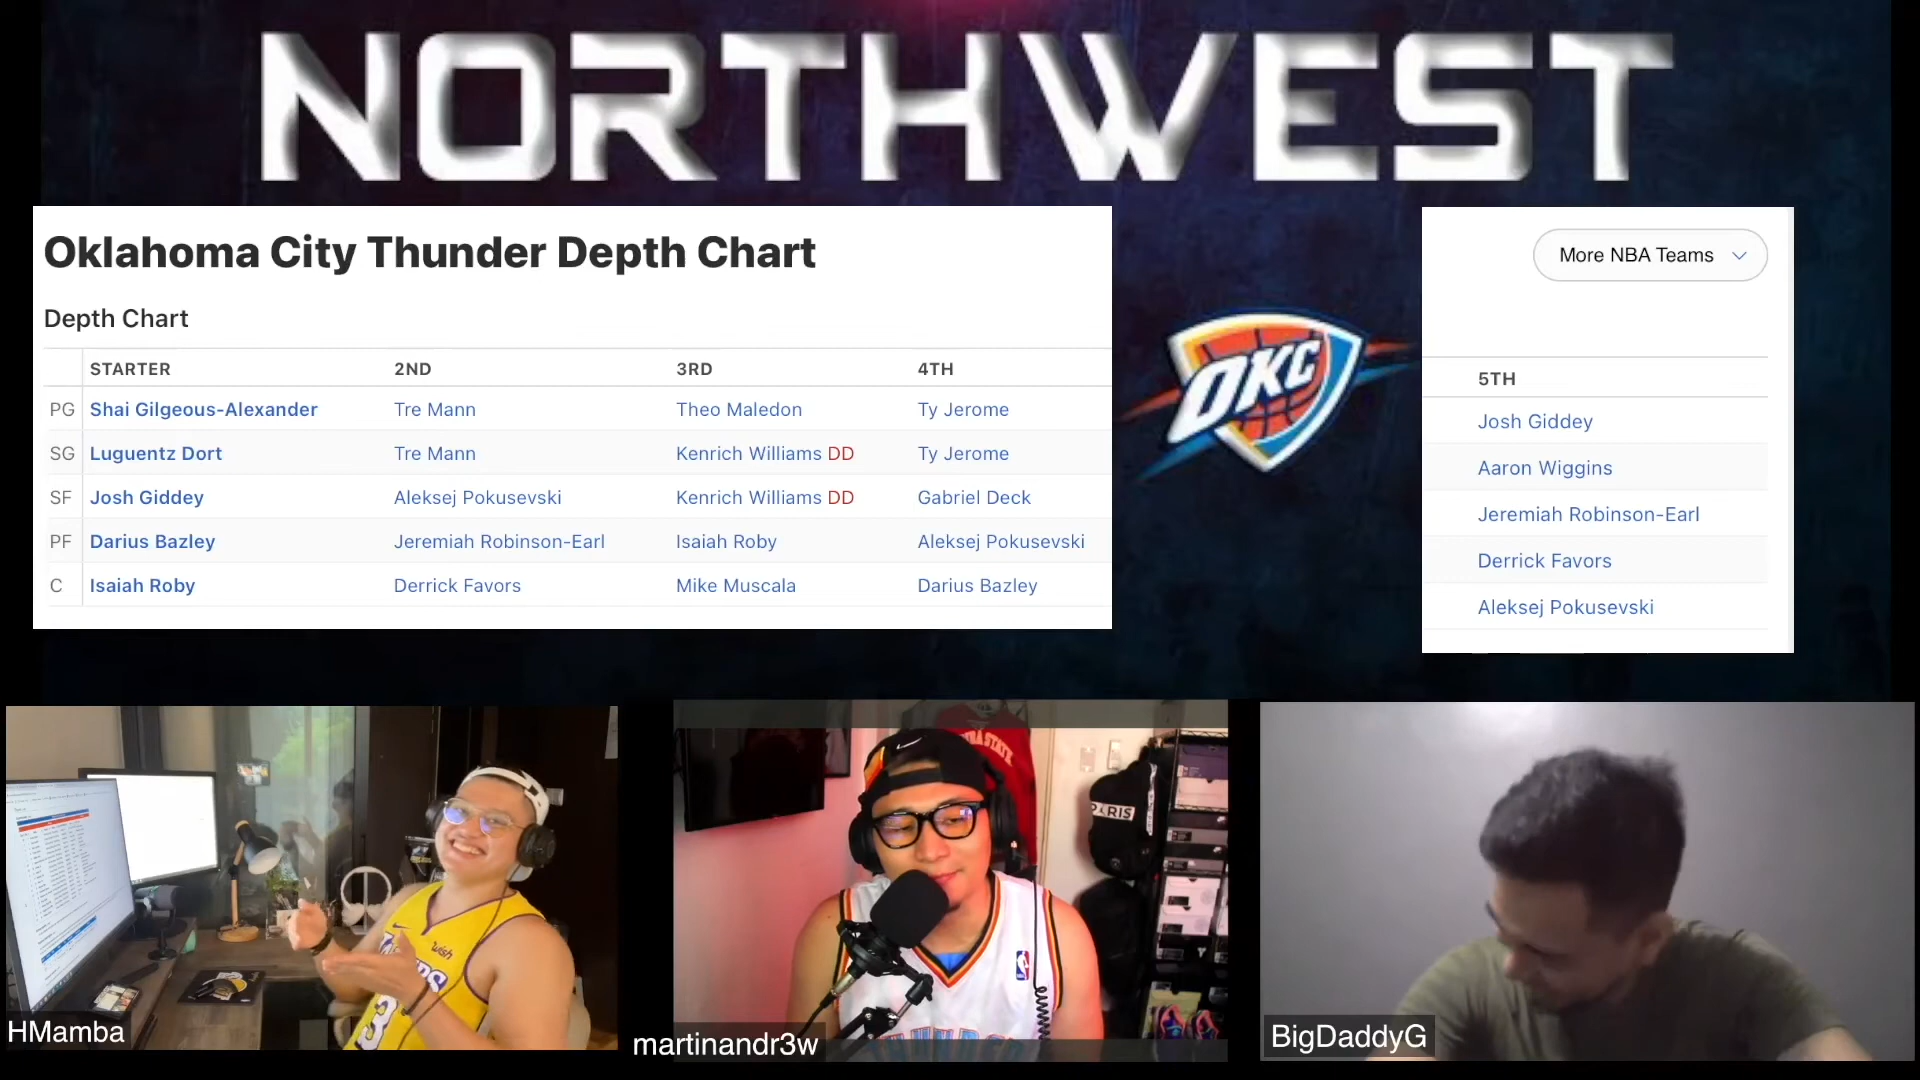 NORTHWEST
Oklahoma City Thunder Depth Chart
More NBA Teams
Depth Chart
STARTER 2ND 3RD 4TH 5TH
PG Shai Gilgeous-Alexander Tre Mann Theo Maledon Ty Jerome Josh Giddey
SG Luguentz Dort Tre Mann Kenrich Williams DD Ty Jerome Aaron Wiggins
SF Josh Giddey Aleksej Pokusevski Kenrich Williams DD Gabriel Deck Jeremiah Robinson-Earl
PF Darius Bazley Jeremiah Robinson-Earl Isaiah Roby Aleksej Pokusevski Derrick Favors
C Isaiah Roby Derrick Favors Mike Muscala Darius Bazley Aleksej Pokusevski
OKC
wish
3
PARIS
HMamba
martinandr3w
BigDaddyG